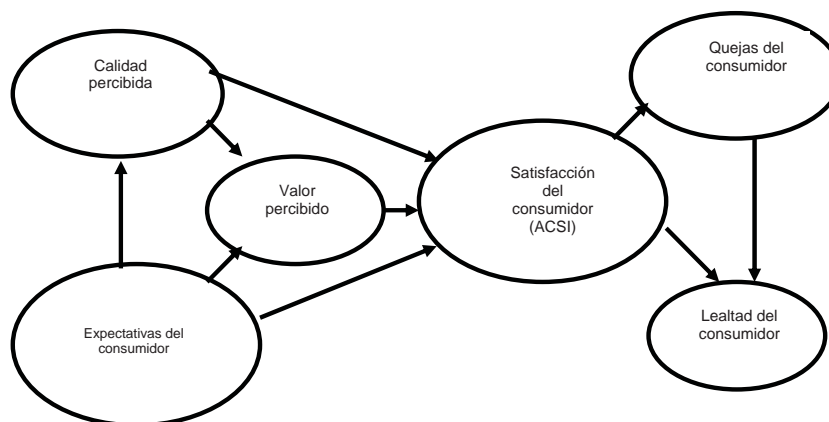 Calidad
percibida
Quejas del
consumidor
Valor
percibido
Satisfacción
del
consumidor
(ACSI)
Expectativas del
consumidor
Lealtad del
consumidor